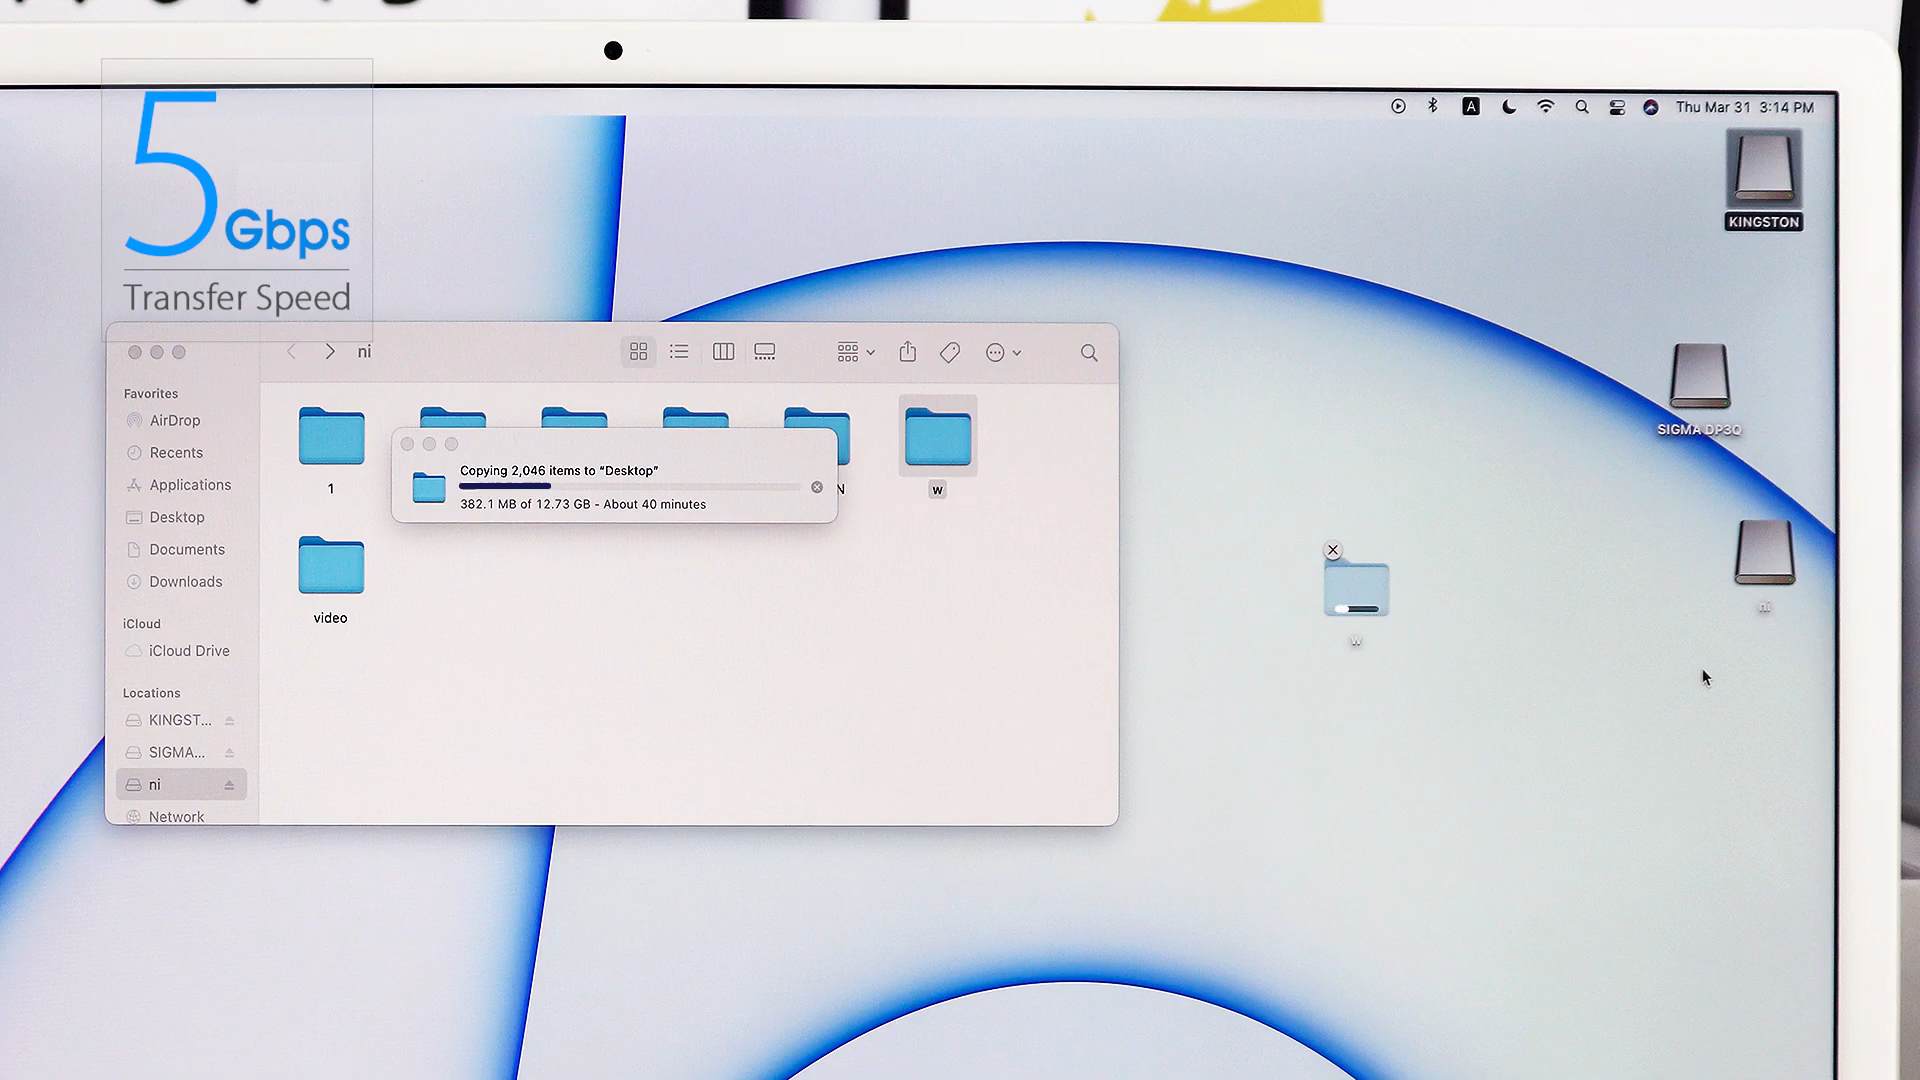 Thu Mar 31 3:14 PM
5 Gbps
Transfer Speed
KINGSTON
SIGMA DP3Q
ni
ni
Favorites
AirDrop
Recents
Applications
Desktop
Documents
Downloads
iCloud
iCloud Drive
Locations
KINGST...
SIGMA...
ni
Network
1
N
w
video
Copying 2,046 items to “Desktop”
382.1 MB of 12.73 GB - About 40 minutes
w
A